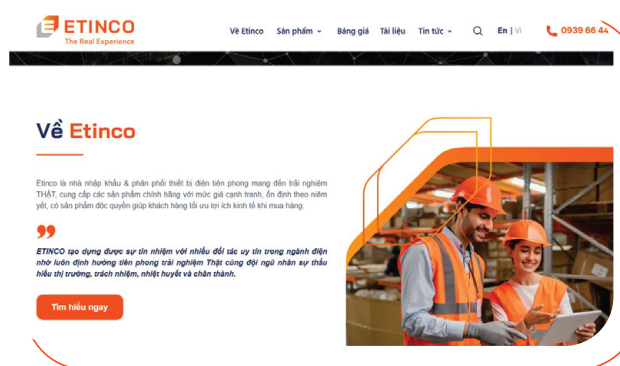 ETINCO
The Real Experience
Về Etinco Sản phẩm Bảng giá Tài liệu Tin tức En | VI 0939 66 44
Về Etinco
Etinco là nhà nhập khẩu & phân phối thiết bị điện tiên phong mang đến trải nghiệm
THẬT, cung cấp các sản phẩm chính hãng với mức giá cạnh tranh, ổn định theo niêm
yết, có sản phẩm độc quyền giúp khách hàng tối ưu lợi ích kinh tế khi mua hàng.
ETINCO tạo dựng được sự tín nhiệm với nhiều đối tác uy tín trong ngành điện
nhờ luôn định hướng tiên phong trải nghiệm Thật cùng đội ngũ nhân sự thấu
hiểu thị trường, trách nhiệm, nhiệt huyết và chân thành.
Tìm hiểu ngay